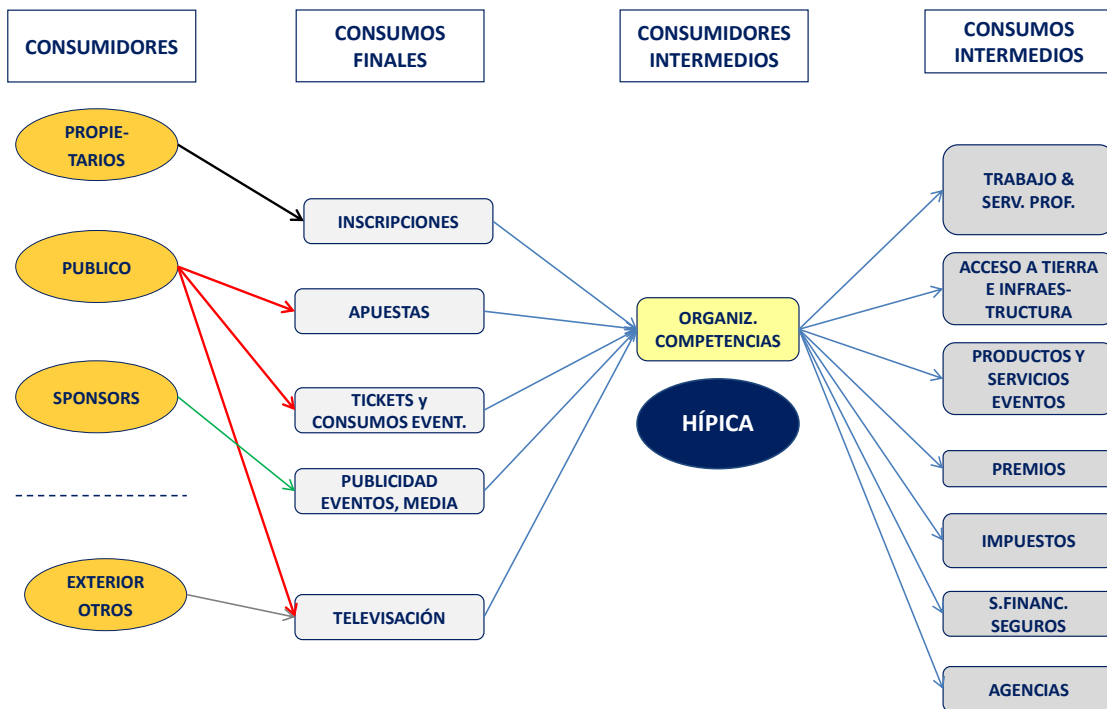 CONSUMIDORES
CONSUMOS
FINALES
CONSUMIDORES
INTERMEDIOS
CONSUMOS
INTERMEDIOS
PROPIE-
TARIOS
PUBLICO
SPONSORS
EXTERIOR
OTROS
INSCRIPCIONES
APUESTAS
TICKETS y
CONSUMOS EVENT.
PUBLICIDAD
EVENTOS, MEDIA
TELEVISACIÓN
ORGANIZ.
COMPETENCIAS
HÍPICA
TRABAJO &
SERV. PROF.
ACCESO A TIERRA
E INFRAES-
TRUCTURA
PRODUCTOS Y
SERVICIOS
EVENTOS
PREMIOS
IMPUESTOS
S.FINANC.
SEGUROS
AGENCIAS